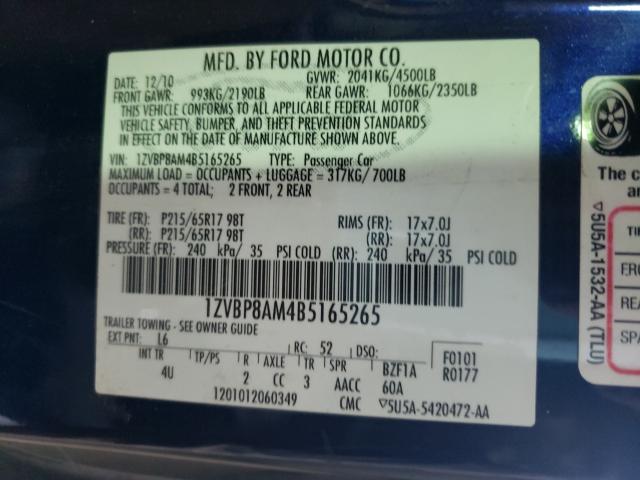 MFD. BY FORD MOTOR CO.
DATE: 12/10 GVWR: 2041KG/4500LB
FRONT GAWR: 993KG/2190LB REAR GAWR: 1066KG/2350LB
THIS VEHICLE CONFORMS TO ALL APPLICABLE FEDERAL MOTOR
VEHICLE SAFETY, BUMPER, AND THEFT PREVENTION STANDARDS
IN EFFECT ON THE DATE OF MANUFACTURE SHOWN ABOVE.
VIN: 1ZVBP8AM4B5165265 TYPE: Passenger Car
MAXIMUM LOAD = OCCUPANTS + LUGGAGE = 317KG/700LB
OCCUPANTS = 4 TOTAL; 2 FRONT, 2 REAR
TIRE (FR): P215/65R17 98T RIMS (FR): 17x7.0J
(RR): P215/65R17 98T (RR): 17x7.0J
PRESSURE (FR): 240 kPa/ 35 PSI COLD (RR): 240 kPa/ 35 PSI COLD
1ZVBP8AM4B5165265
TRAILER TOWING - SEE OWNER GUIDE
EXT PNT: L6 RC: 52 DSO: F0101
INT TR TP/PS R AXLE TR SPR BZF1A R0177
4U 2 CC 3 AACC 60A
1201012060349 CMC ▽5U5A-5420472-AA
The c
▽5U5A-1532-AA (TLU)
TI
FRO
REA
SPA